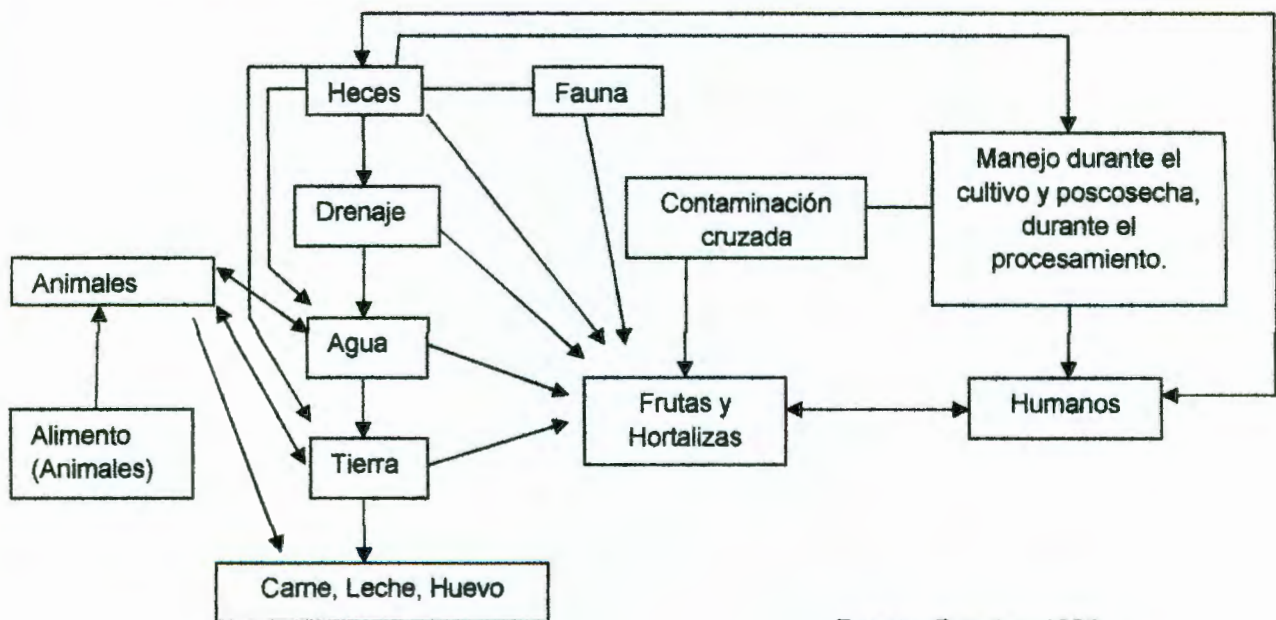 Heces
Fauna
Manejo durante el
cultivo y poscosecha,
durante el
procesamiento.
Contaminación
cruzada
Drenaje
Animales
Agua
Frutas y
Hortalizas
Humanos
Alimento
(Animales)
Tierra
Carne, Leche, Huevo